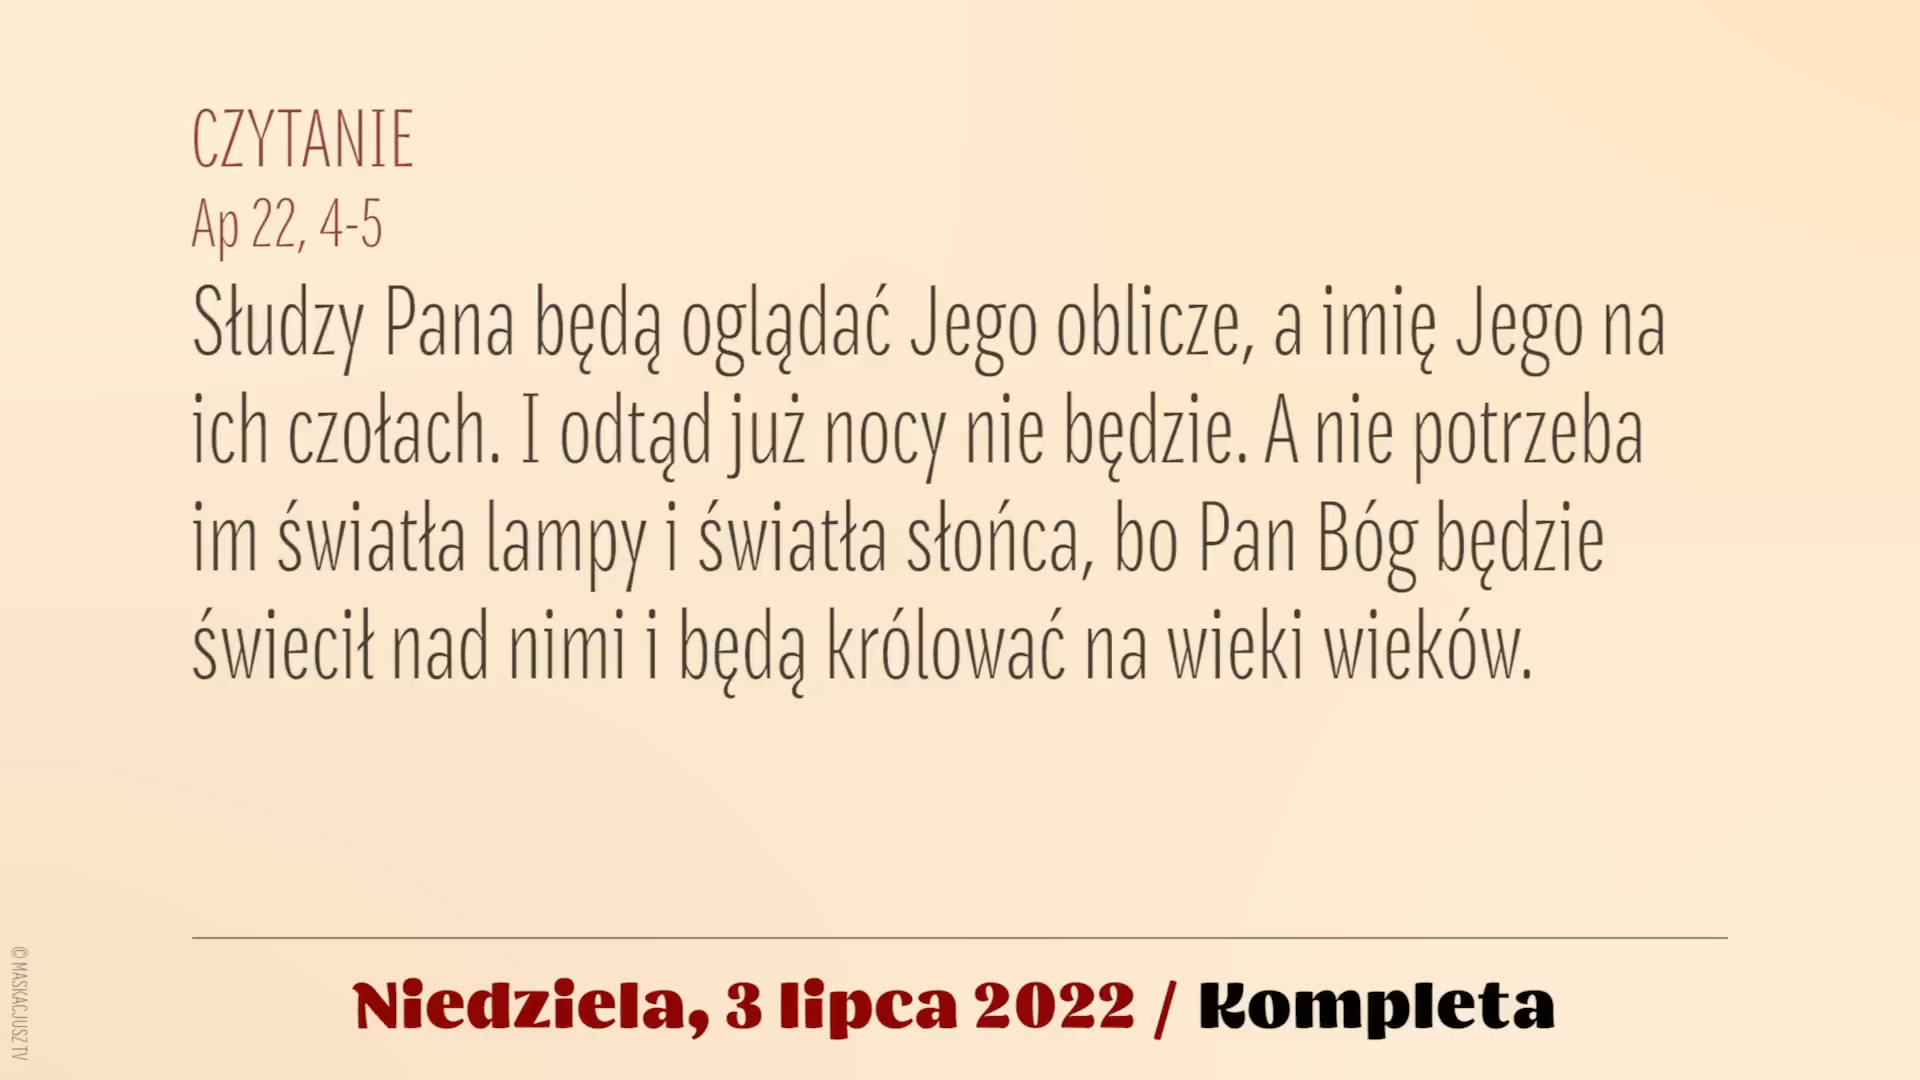 CZYTANIE
Ap 22, 4-5
Słudzy Pana będą oglądać Jego oblicze, a imię Jego na
ich czołach. I odtąd już nocy nie będzie. A nie potrzeba
im światła lampy i światła słońca, bo Pan Bóg będzie
świecił nad nimi i będą królować na wieki wieków.
Niedziela, 3 lipca 2022 / Kompleta
© MASKACJUSZ TV